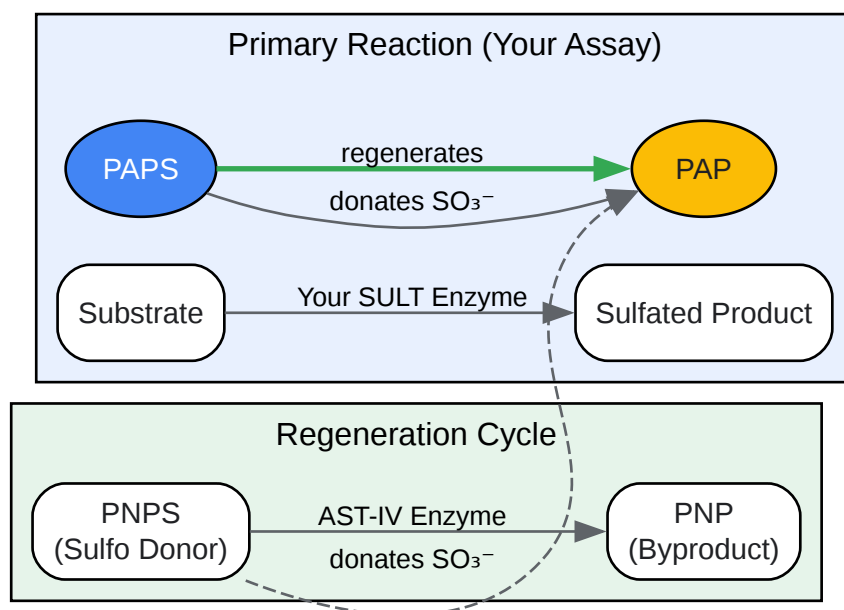 Primary Reaction (Your Assay)
PAPS
regenerates
PAP
donates SO₃⁻
Substrate
Your SULT Enzyme
Sulfated Product
Regeneration Cycle
PNPS
(Sulfo Donor)
AST-IV Enzyme
donates SO₃⁻
PNP
(Byproduct)